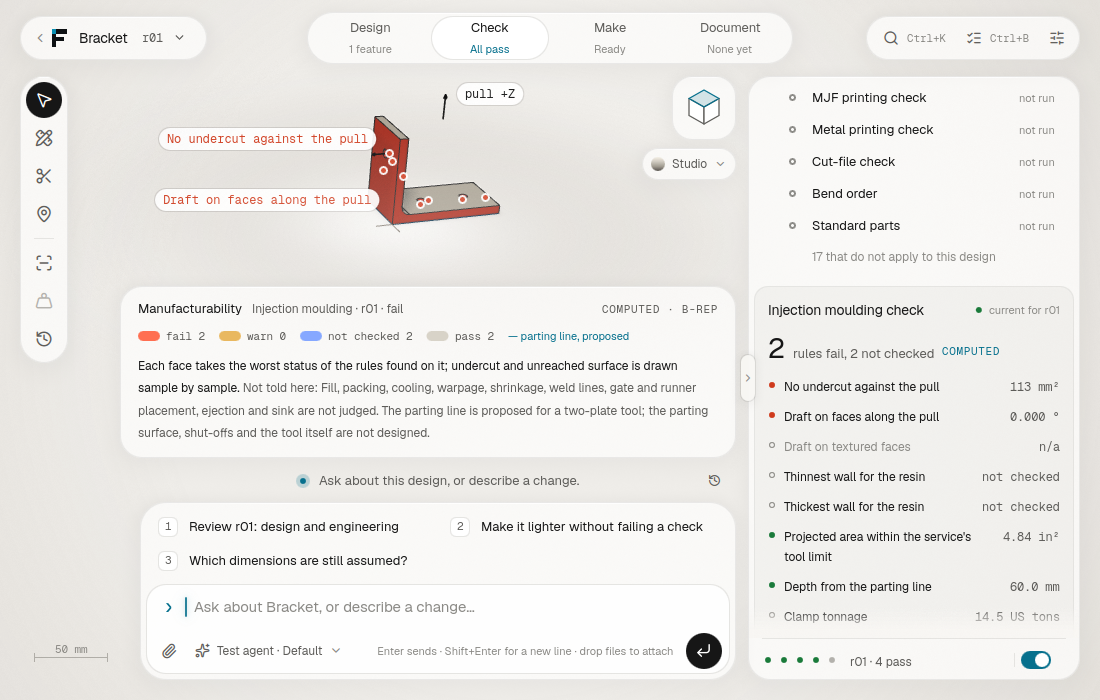 Bracket r01
Design
1 feature
Check
All pass
Make
Ready
Document
None yet
Ctrl+K
Ctrl+B
pull +Z
No undercut against the pull
Draft on faces along the pull
Studio
MJF printing check not run
Metal printing check not run
Cut-file check not run
Bend order not run
Standard parts not run
17 that do not apply to this design
Manufacturability Injection moulding · r01 · fail COMPUTED · B-REP
fail 2 warn 0 not checked 2 pass 2 — parting line, proposed
Each face takes the worst status of the rules found on it; undercut and unreached surface is drawn
sample by sample. Not told here: Fill, packing, cooling, warpage, shrinkage, weld lines, gate and runner
placement, ejection and sink are not judged. The parting line is proposed for a two-plate tool; the parting
surface, shut-offs and the tool itself are not designed.
Injection moulding check current for r01
2 rules fail, 2 not checked COMPUTED
No undercut against the pull 113 mm²
Draft on faces along the pull 0.000 °
Draft on textured faces n/a
Thinnest wall for the resin not checked
Thickest wall for the resin not checked
Projected area within the service's 4.84 in²
tool limit
Depth from the parting line 60.0 mm
Clamp tonnage 14.5 US tons
r01 · 4 pass
Ask about this design, or describe a change.
1 Review r01: design and engineering
2 Make it lighter without failing a check
3 Which dimensions are still assumed?
Ask about Bracket, or describe a change…
Test agent · Default
Enter sends · Shift+Enter for a new line · drop files to attach
50 mm